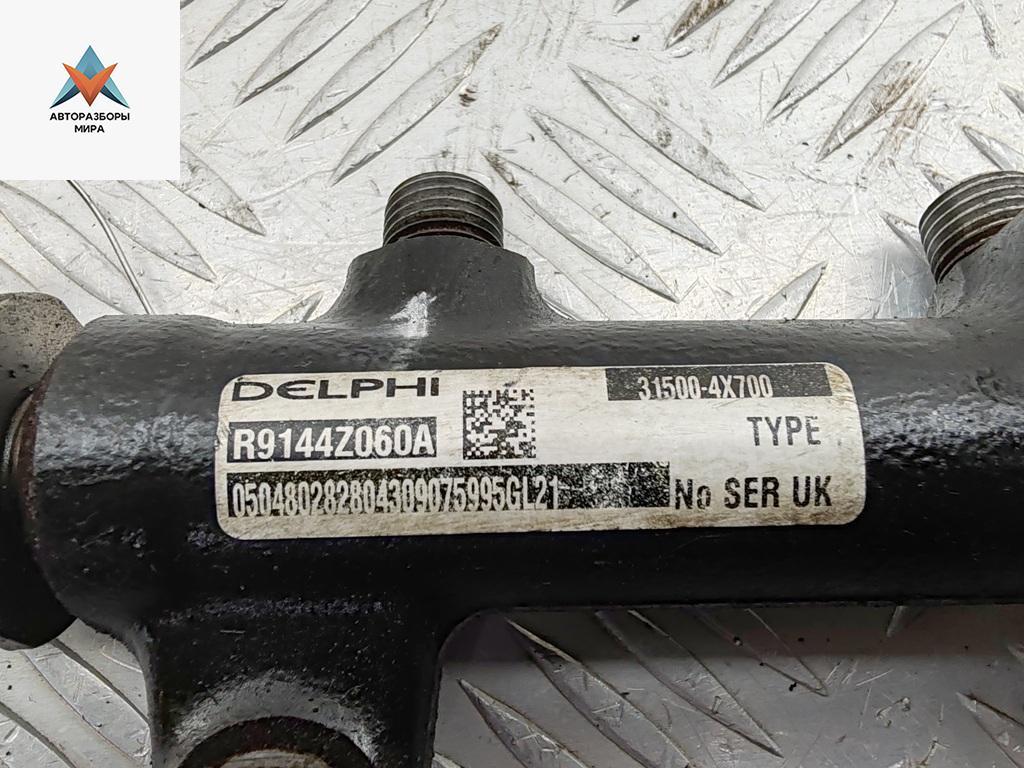 АВТОРАЗБОРЫ
МИРА
DELPHI
31500-4X700
R9144Z060A
TYPE
050480282804309075995GL21
No SER UK